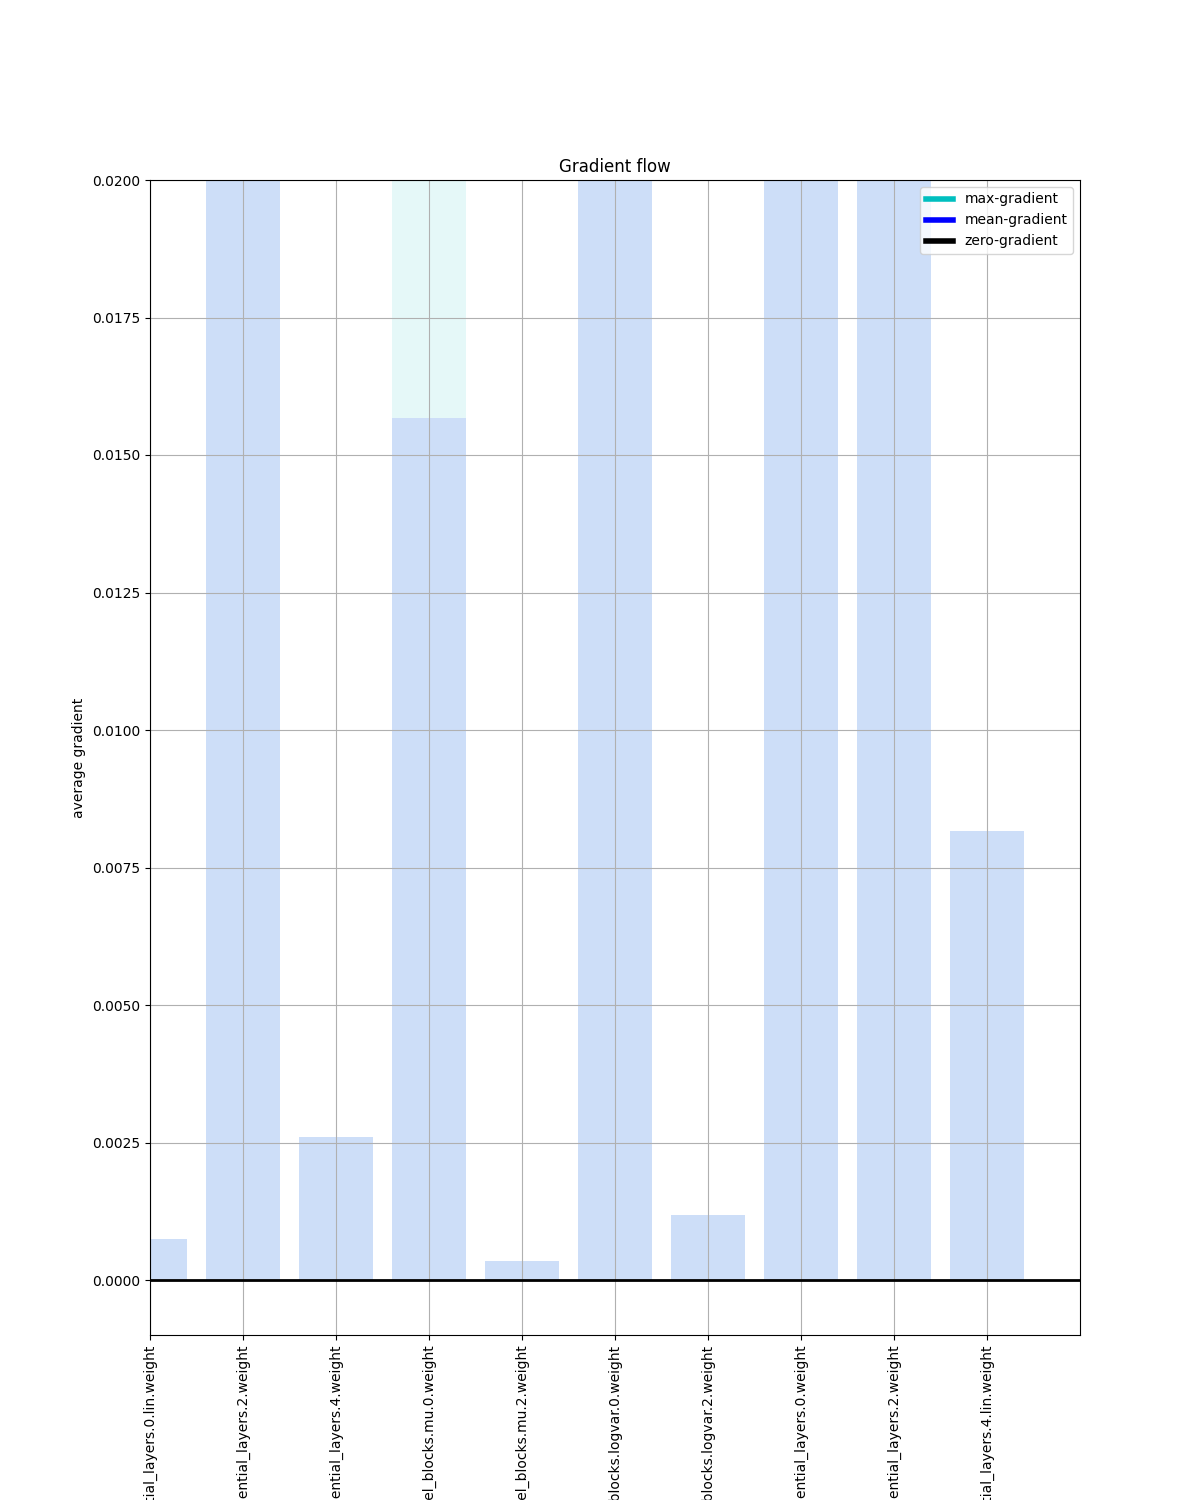 Gradient flow
max-gradient
mean-gradient
zero-gradient
0.0200
0.0175
0.0150
0.0125
0.0100
0.0075
0.0050
0.0025
0.0000
average gradient
tial_layers.0.lin.weight
ential_layers.2.weight
ential_layers.4.weight
el_blocks.mu.0.weight
el_blocks.mu.2.weight
blocks.logvar.0.weight
blocks.logvar.2.weight
ential_layers.0.weight
ential_layers.2.weight
tial_layers.4.lin.weight